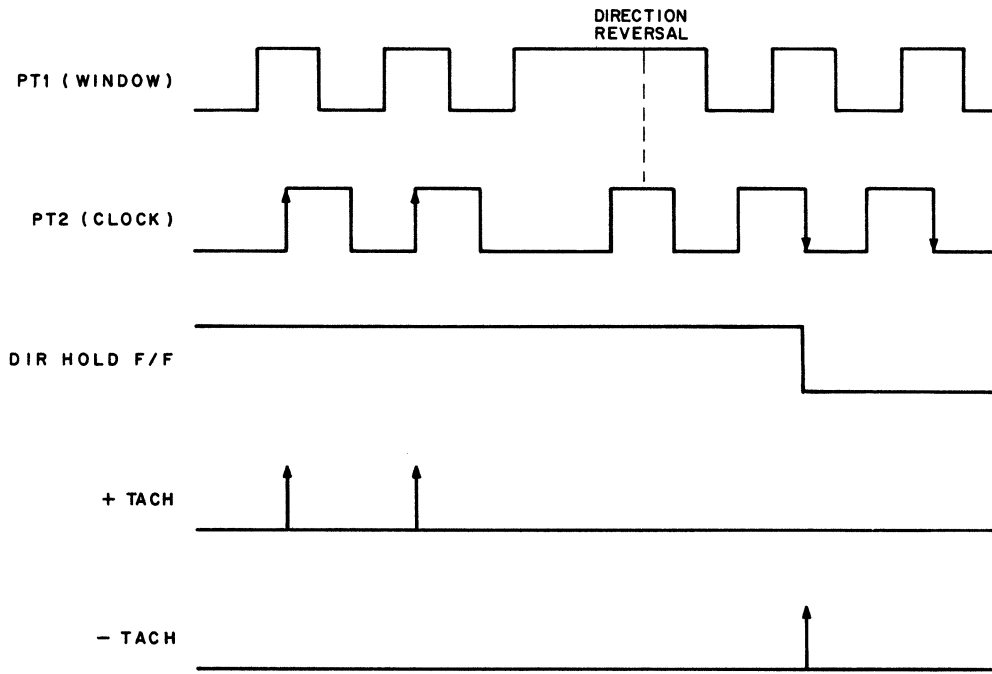 DIRECTION
REVERSAL
PT1 (WINDOW)
PT2 (CLOCK)
DIR HOLD F/F
+ TACH
− TACH